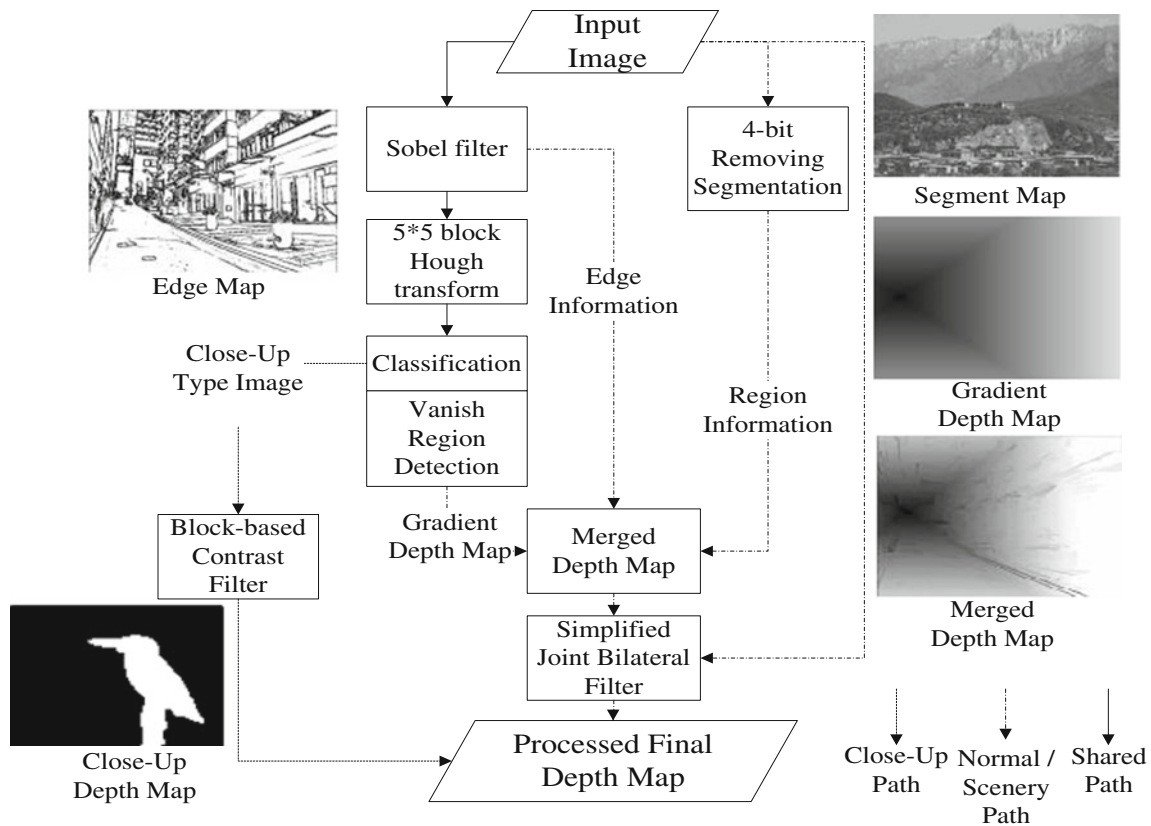 Input
Image
Sobel filter
4-bit
Removing
Segmentation
Segment Map
Edge Map
5*5 block
Hough
transform
Edge
Information
Close-Up
Type Image
Classification
Vanish
Region
Detection
Region
Information
Gradient
Depth Map
Gradient
Depth Map
Block-based
Contrast
Filter
Merged
Depth Map
Merged
Depth Map
Simplified
Joint Bilateral
Filter
Close-Up
Depth Map
Processed Final
Depth Map
Close-Up
Path
Normal /
Scenery
Path
Shared
Path